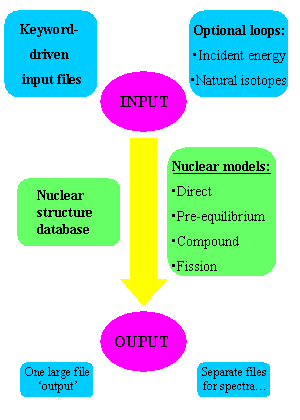 Keyword-
driven
input files
Optional loops:
•Incident energy
•Natural isotopes
INPUT
Nuclear
structure
database
Nuclear models:
•Direct
•Pre-equilibrium
•Compound
•Fission
OUPUT
One large file
‘output’
Separate files
for spectra…